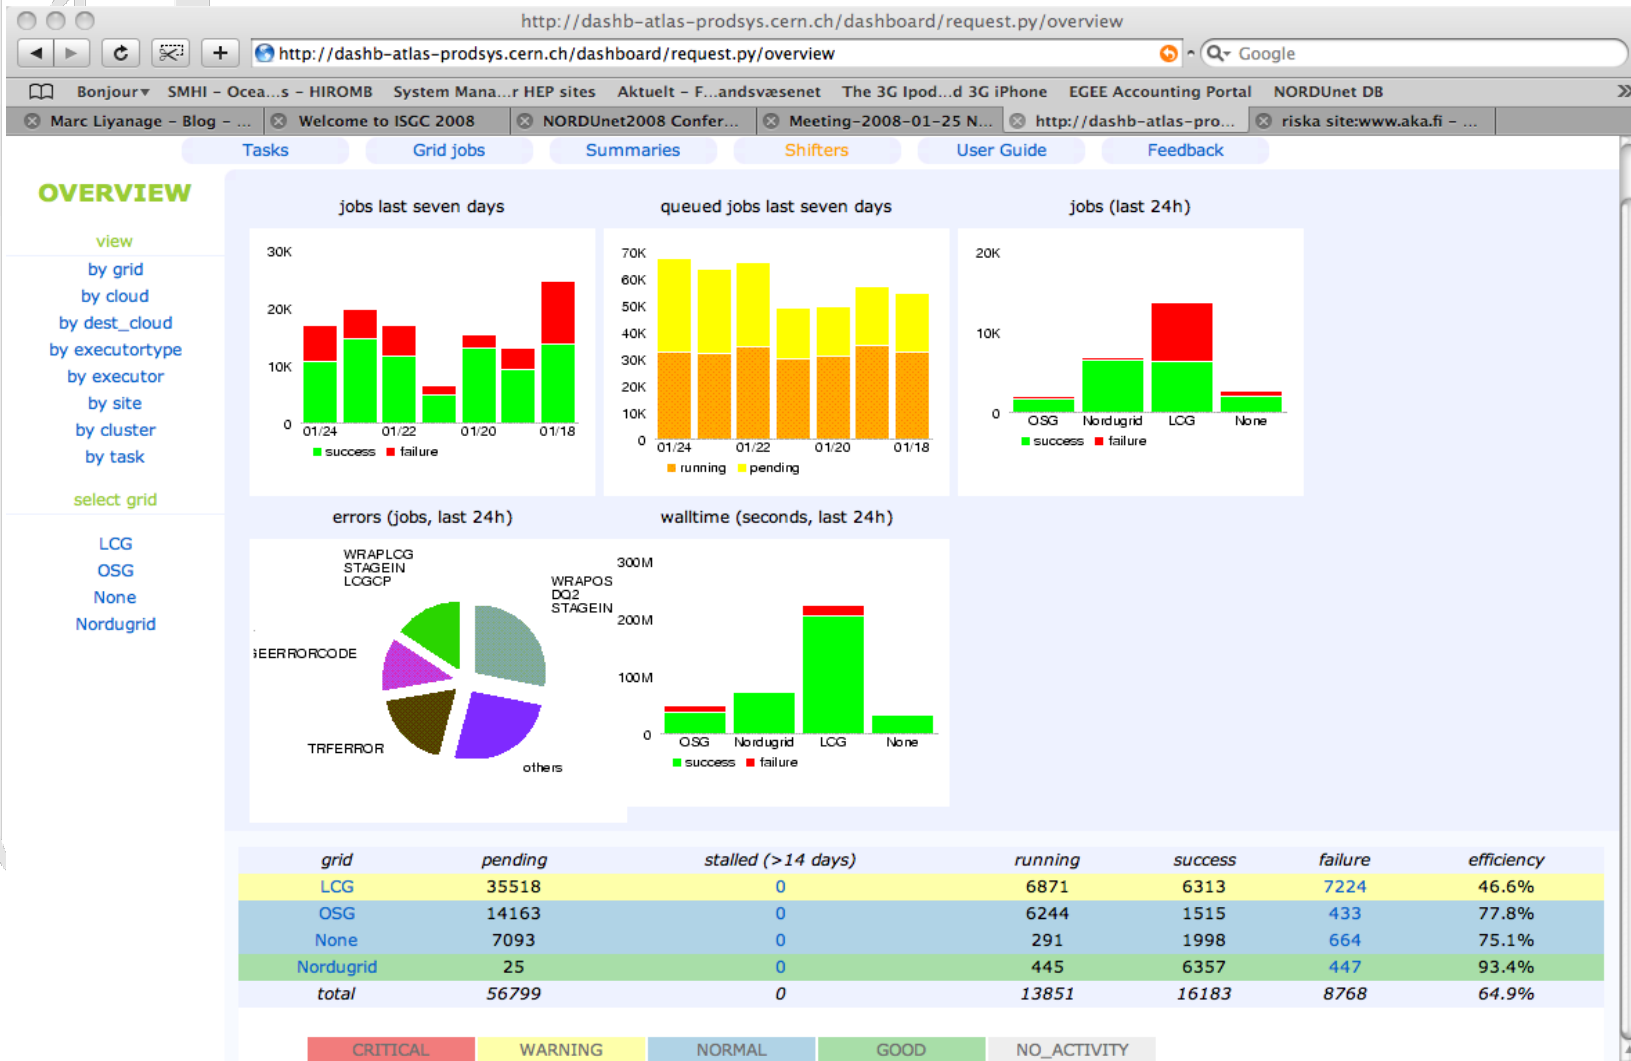 http://dashb-atlas-prodsys.cern.ch/dashboard/request.py/overview
http://dashb-atlas-prodsys.cern.ch/dashboard/request.py/overview Google
Bonjour SMHI – Ocea...s – HIROMB System Mana...r HEP sites Aktuelt – F...andsvæsenet The 3G Ipod...d 3G iPhone EGEE Accounting Portal NORDUnet DB »
Marc Liyanage – Blog – ... Welcome to ISGC 2008 NORDUnet2008 Confer... Meeting-2008-01-25 N... http://dashb-atlas-pro... riska site:www.aka.fi – ...
Tasks Grid jobs Summaries Shifters User Guide Feedback
OVERVIEW
view
by grid
by cloud
by dest_cloud
by executortype
by executor
by site
by cluster
by task
select grid
LCG
OSG
None
Nordugrid
jobs last seven days
30K
20K
10K
0
01/24 01/22 01/20 01/18
success failure
queued jobs last seven days
70K
60K
50K
40K
30K
20K
10K
0
01/24 01/22 01/20 01/18
running pending
jobs (last 24h)
20K
10K
0
OSG Nordugrid LCG None
success failure
errors (jobs, last 24h)
WRAPLCG
STAGEIN
LCGCP
WRAPOS
DQ2
STAGEIN
GEERRORCODE
TRFERROR
others
walltime (seconds, last 24h)
300M
200M
100M
0
OSG Nordugrid LCG None
success failure
grid pending stalled (>14 days) running success failure efficiency
LCG 35518 0 6871 6313 7224 46.6%
OSG 14163 0 6244 1515 433 77.8%
None 7093 0 291 1998 664 75.1%
Nordugrid 25 0 445 6357 447 93.4%
total 56799 0 13851 16183 8768 64.9%
CRITICAL WARNING NORMAL GOOD NO_ACTIVITY